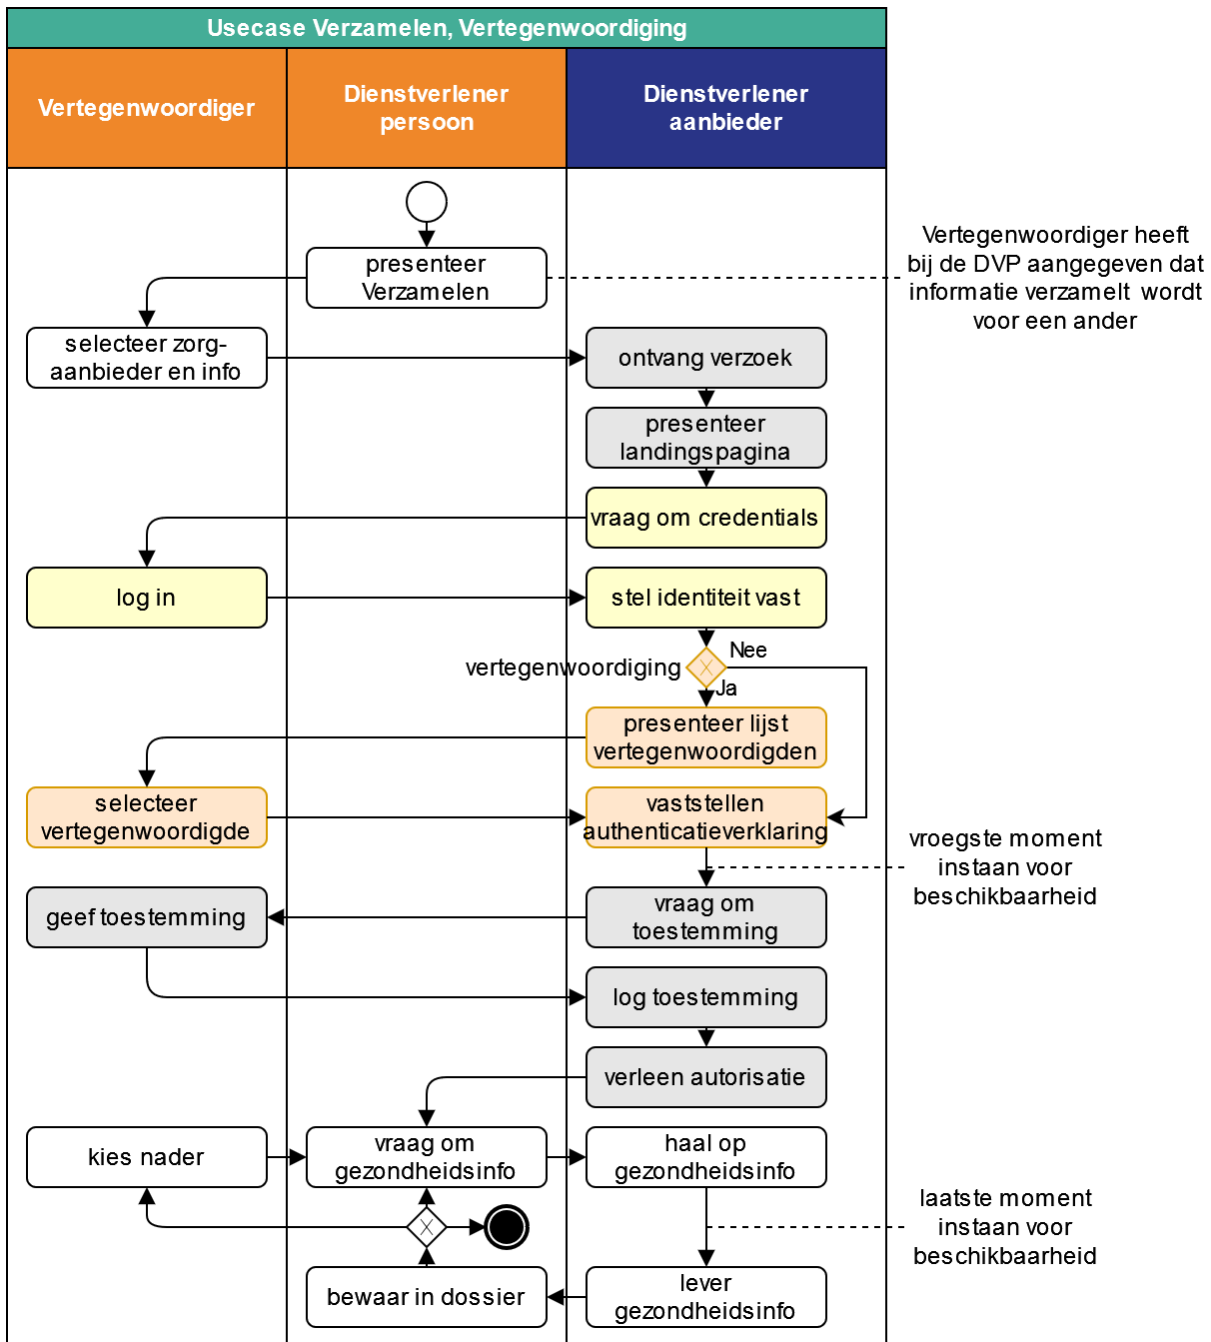 Usecase Verzamelen, Vertegenwoordiging
Vertegenwoordiger
Dienstverlener
persoon
Dienstverlener
aanbieder
presenteer
Verzamelen
Vertegenwoordiger heeft
bij de DVP aangegeven dat
informatie verzamelt wordt
voor een ander
selecteer zorg-
aanbieder en info
ontvang verzoek
presenteer
landingspagina
vraag om credentials
log in
stel identiteit vast
vertegenwoordiging
X
Nee
Ja
presenteer lijst
vertegenwoordigden
selecteer
vertegenwoordigde
vaststellen
authenticatieverklaring
vroegste moment
instaan voor
beschikbaarheid
geef toestemming
vraag om
toestemming
log toestemming
verleen autorisatie
kies nader
vraag om
gezondheidsinfo
haal op
gezondheidsinfo
laatste moment
instaan voor
beschikbaarheid
X
bewaar in dossier
lever
gezondheidsinfo